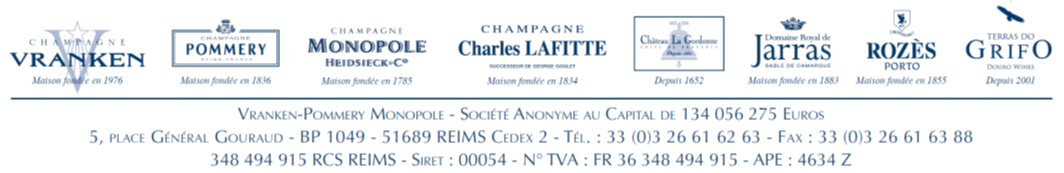 CHAMPAGNE
VRANKEN
Maison fondée en 1976
CHAMPAGNE
POMMERY
REIMS·FRANCE
Maison fondée en 1836
CHAMPAGNE
MONOPOLE
HEIDSIECK & Cº
Maison fondée en 1785
CHAMPAGNE
Charles LAFITTE
SUCCESSEUR DE GEORGE GOULET
Maison fondée en 1834
Château La Gordonne
CÔTES DE PROVENCE
Depuis 1652
Depuis 1652
Domaine Royal de
Jarras
SABLE DE CAMARGUE
Maison fondée en 1883
ROZÈS
PORTO
Maison fondée en 1855
TERRAS DO
GRIFO
DOURO WINES
Depuis 2001
VRANKEN-POMMERY MONOPOLE - SOCIÉTÉ ANONYME AU CAPITAL DE 134 056 275 EUROS
5, PLACE GÉNÉRAL GOURAUD - BP 1049 - 51689 REIMS CEDEX 2 - TÉL. : 33 (0)3 26 61 62 63 - FAX : 33 (0)3 26 61 63 88
348 494 915 RCS REIMS - SIRET : 00054 - N° TVA : FR 36 348 494 915 - APE : 4634 Z